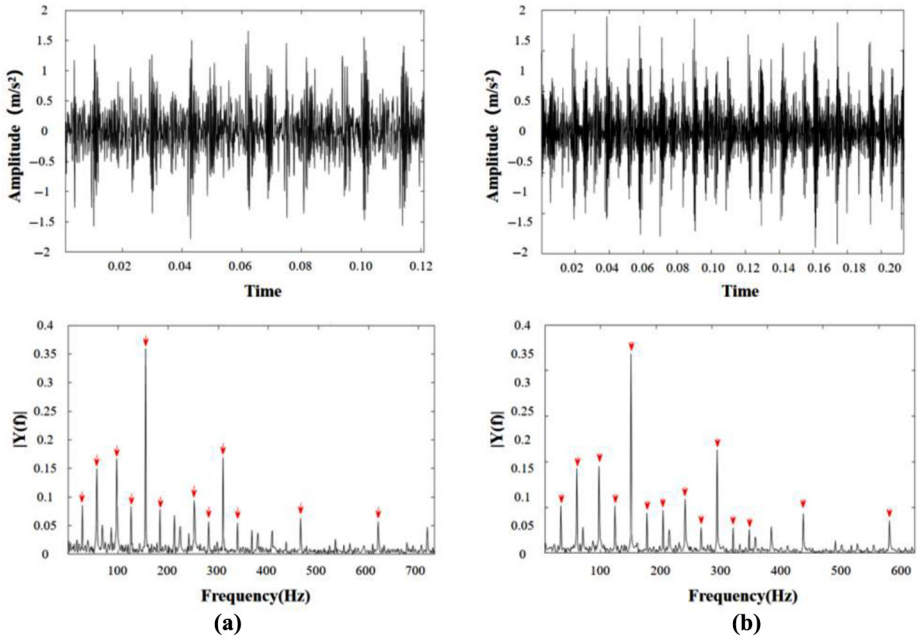 2
1.5
1
0.5
0
−0.5
−1
−1.5
−2
Amplitude (m/s²)
0.02 0.04 0.06 0.08 0.10 0.12
Time
2
1.5
1
0.5
0
−0.5
−1
−1.5
−2
Amplitude (m/s²)
0.02 0.04 0.06 0.08 0.10 0.12 0.14 0.16 0.18 0.20
Time
0.4
0.35
0.3
0.25
0.2
0.15
0.1
0.05
0
|Y(f)|
100 200 300 400 500 600 700
Frequency(Hz)
(a)
0.4
0.35
0.3
0.25
0.2
0.15
0.1
0.05
0
|Y(f)|
100 200 300 400 500 600
Frequency(Hz)
(b)